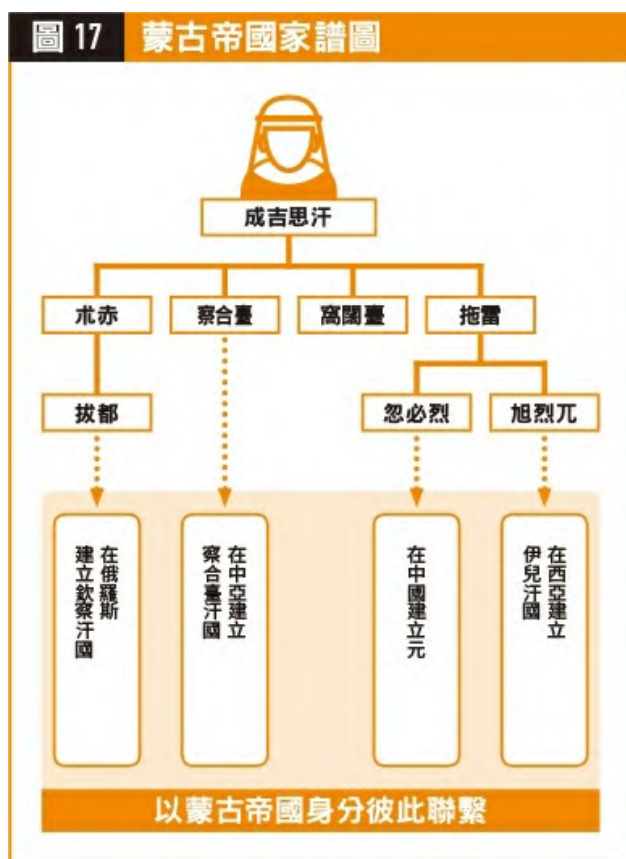 圖 17 蒙古帝國家譜圖
成吉思汗
朮赤
察合臺
窩闊臺
拖雷
拔都
忽必烈
旭烈兀
在俄羅斯
建立欽察汗國
在中亞建立
察合臺汗國
在中國建立元
在西亞建立
伊兒汗國
以蒙古帝國身分彼此聯繫